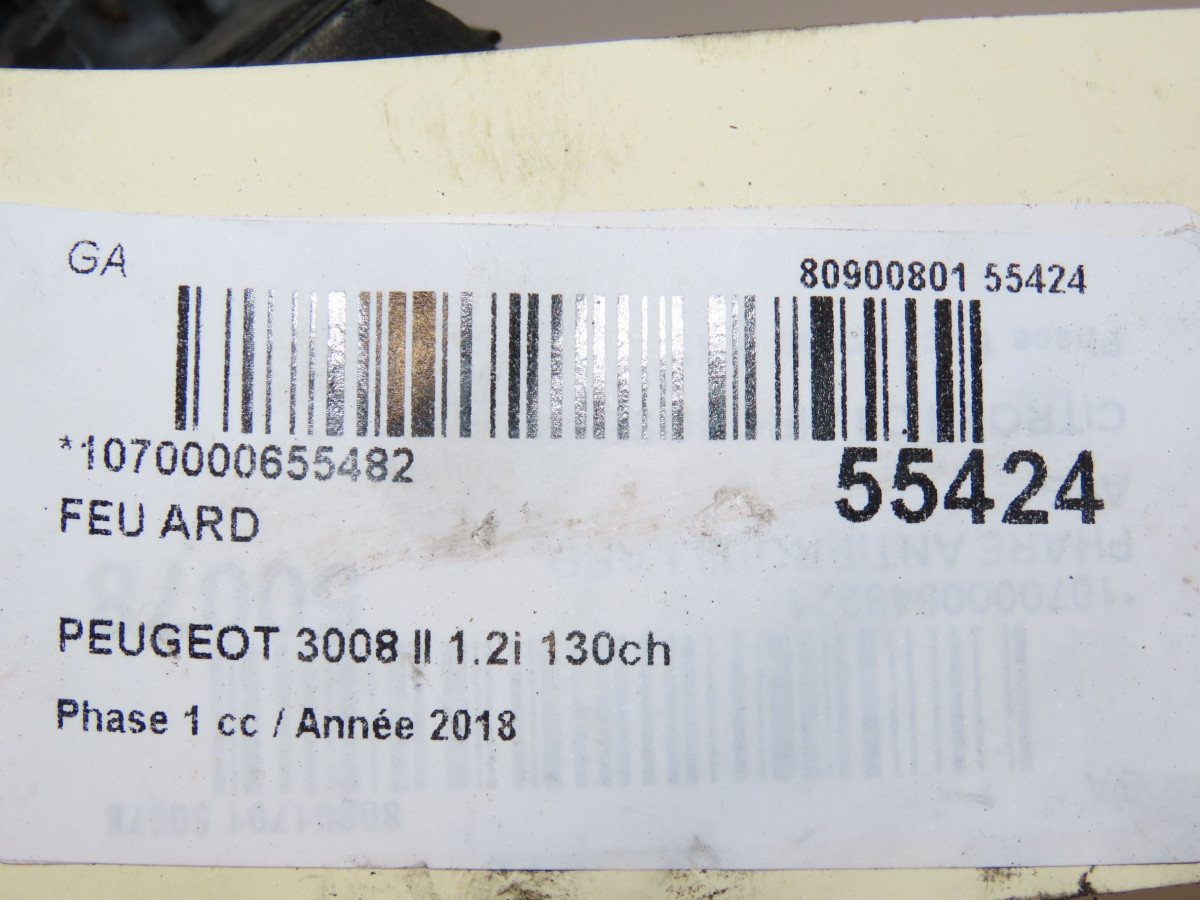 GA
80900801 55424
*1070000655482
55424
FEU ARD
PEUGEOT 3008 II 1.2i 130ch
Phase 1 cc / Année 2018